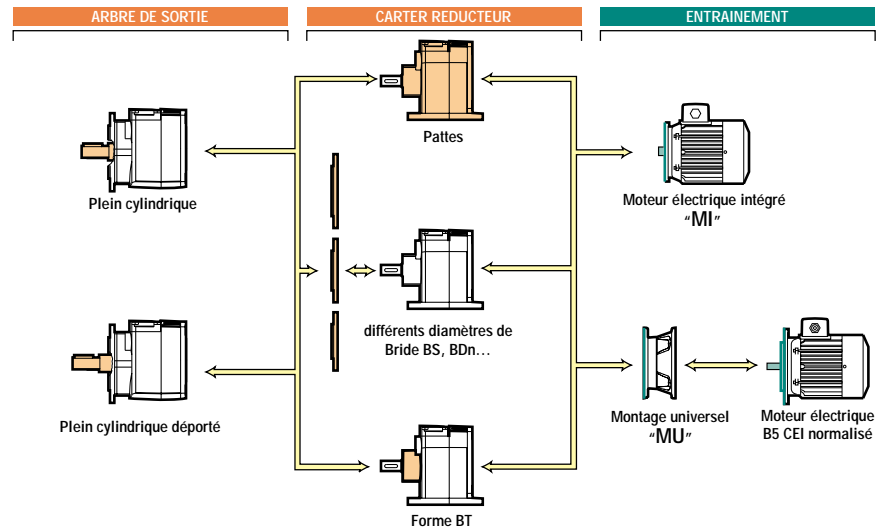 ARBRE DE SORTIE
CARTER REDUCTEUR
ENTRAINEMENT
Pattes
Plein cylindrique
Moteur électrique intégré
"MI"
différents diamètres de
Bride BS, BDn…
Plein cylindrique déporté
Montage universel
"MU"
Moteur électrique
B5 CEI normalisé
Forme BT